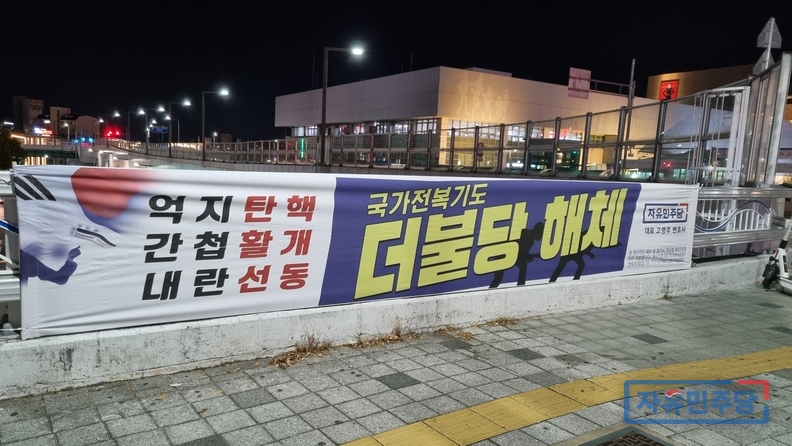 억지탄핵
간첩활개
내란선동
국가전복기도
더불당 해체
자유민주당
대표 고영주 변호사
자유민주당